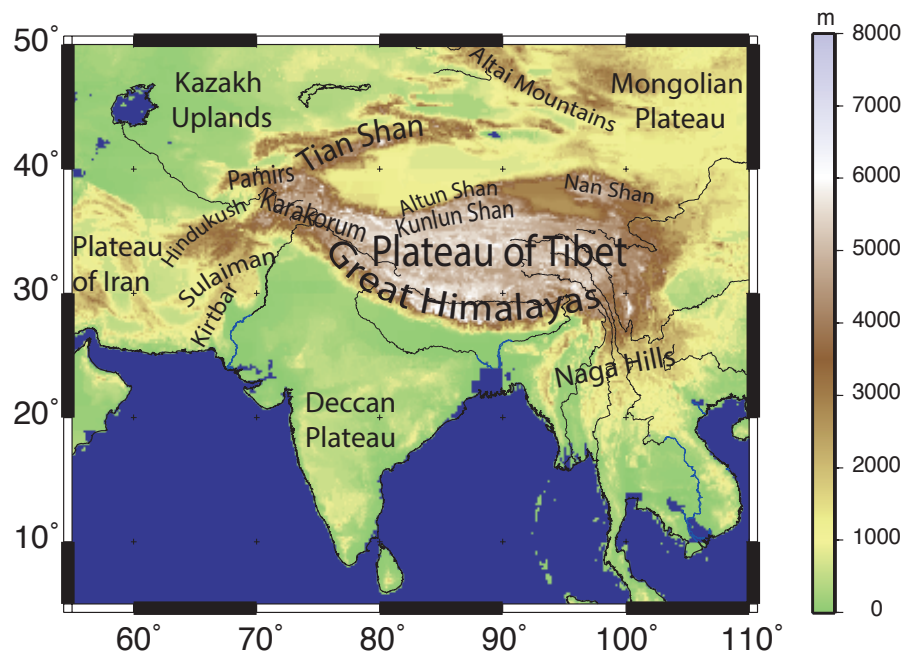 m
50°
40°
30°
20°
10°
60°
70°
80°
90°
100°
110°
8000
7000
6000
5000
4000
3000
2000
1000
0
Kazakh
Uplands
Altai Mountains
Mongolian
Plateau
Tian Shan
Pamirs
Hindukush
Karakorum
Altun Shan
Nan Shan
Kunlun Shan
Plateau
of Iran
Sulaiman
Kirtbar
Plateau of Tibet
Great Himalayas
Naga Hills
Deccan
Plateau